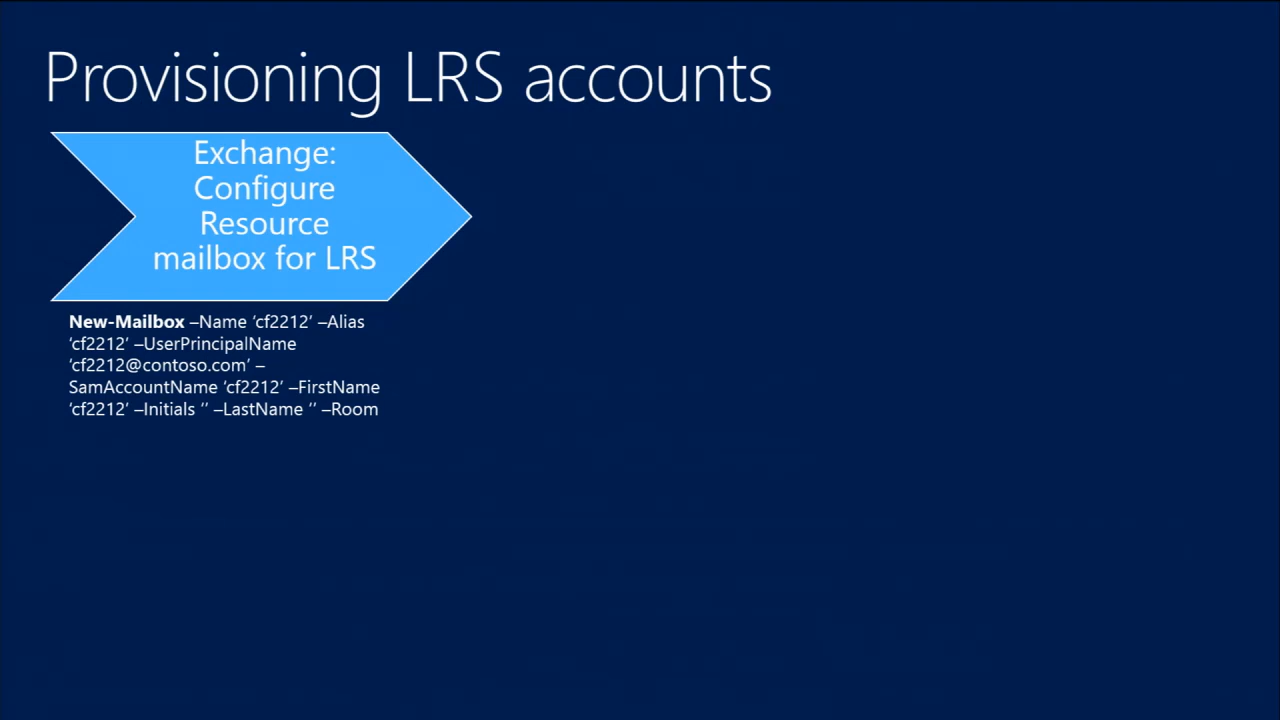 Provisioning LRS accounts
Exchange:
Configure
Resource
mailbox for LRS
New-Mailbox –Name ‘cf2212’ –Alias
‘cf2212’ –UserPrincipalName
‘cf2212@contoso.com’ –
SamAccountName ‘cf2212’ –FirstName
‘cf2212’ –Initials ‘’ –LastName ‘’ –Room